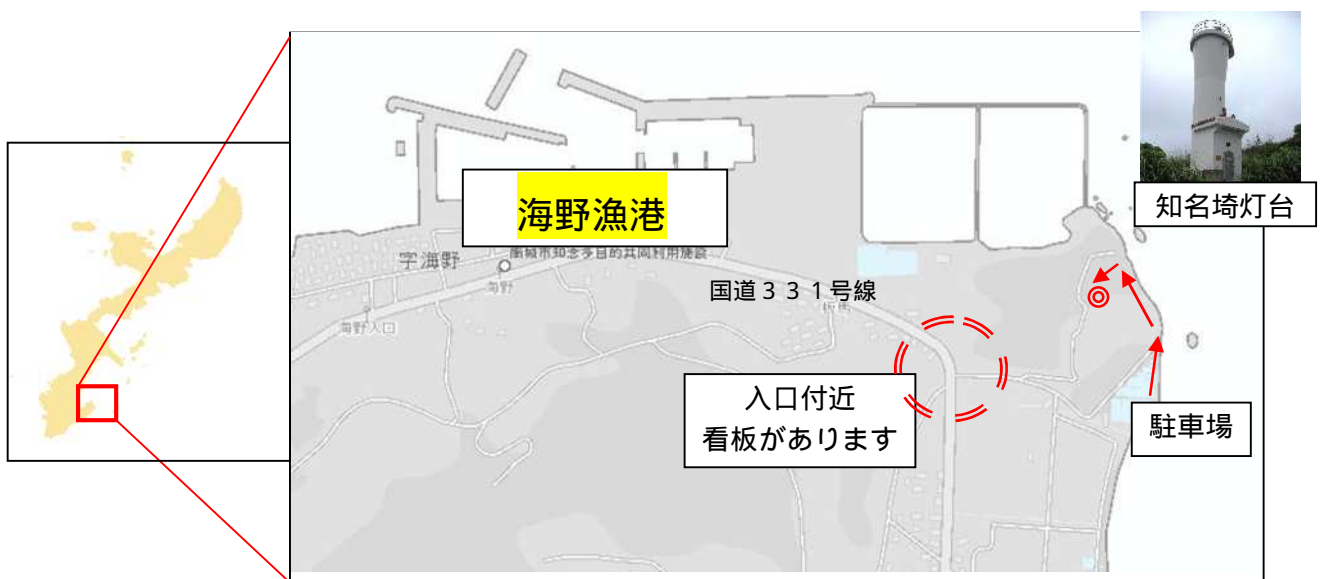 知名埼灯台
海野漁港
南城市知念多目的共同利用施設
字海野
海野
国道３３１号線
海野入口
入口付近
看板があります
駐車場